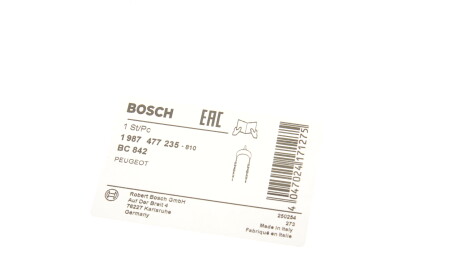 BOSCH
EAC
1 St/Pc
1 987 477 235 - 810
BC 842
PEUGEOT
4 047024 171275
Robert Bosch GmbH
Auf Der Breit 4
76227 Karlsruhe
Germany
250254
273
Made in Italy
Fabriqué en Italie